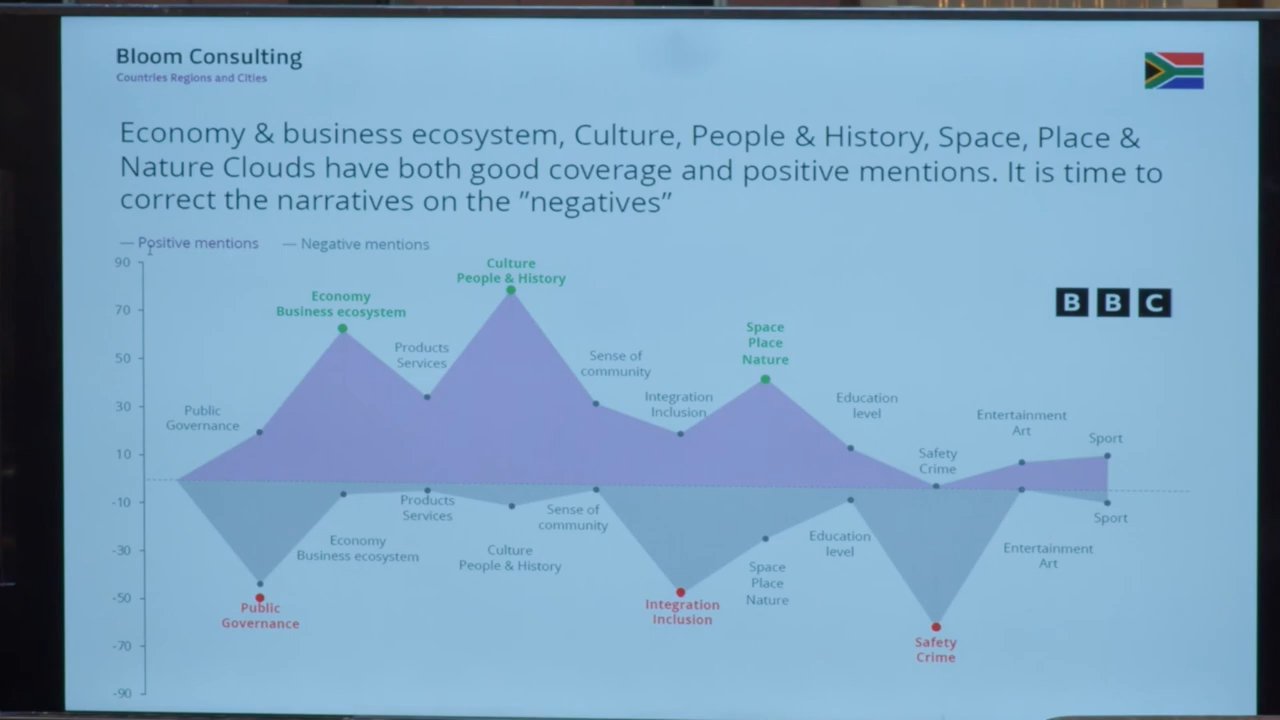 Bloom Consulting
Countries Regions and Cities
Economy & business ecosystem, Culture, People & History, Space, Place &
Nature Clouds have both good coverage and positive mentions. It is time to
correct the narratives on the ”negatives”
— Positive mentions — Negative mentions
90
70
50
30
10
-10
-30
-50
-70
-90
Public
Governance
Economy
Business ecosystem
Products
Services
Culture
People & History
Sense of
community
Integration
Inclusion
Space
Place
Nature
Education
level
Safety
Crime
Entertainment
Art
Sport
BBC
Public
Governance
Economy
Business ecosystem
Products
Services
Culture
People & History
Sense of
community
Integration
Inclusion
Space
Place
Nature
Education
level
Safety
Crime
Entertainment
Art
Sport